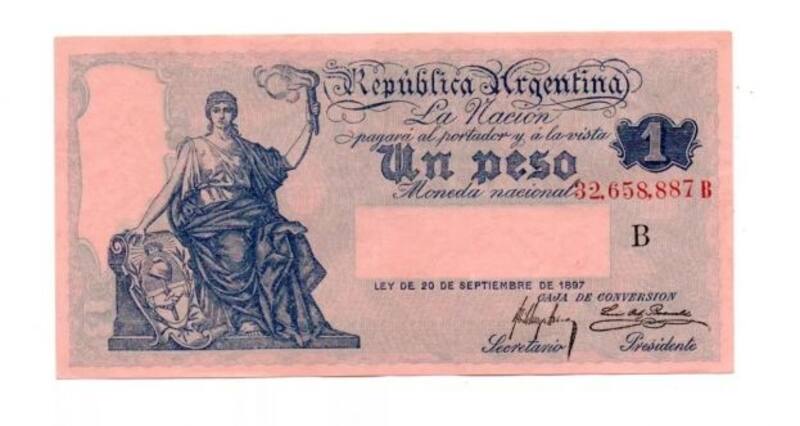 República Argentina
La Nación
pagará al portador y á la vista
1
Un peso
Moneda nacional
32,658,887 B
B
LEY DE 20 DE SEPTIEMBRE DE 1897
CAJA DE CONVERSION
Secretario
Presidente